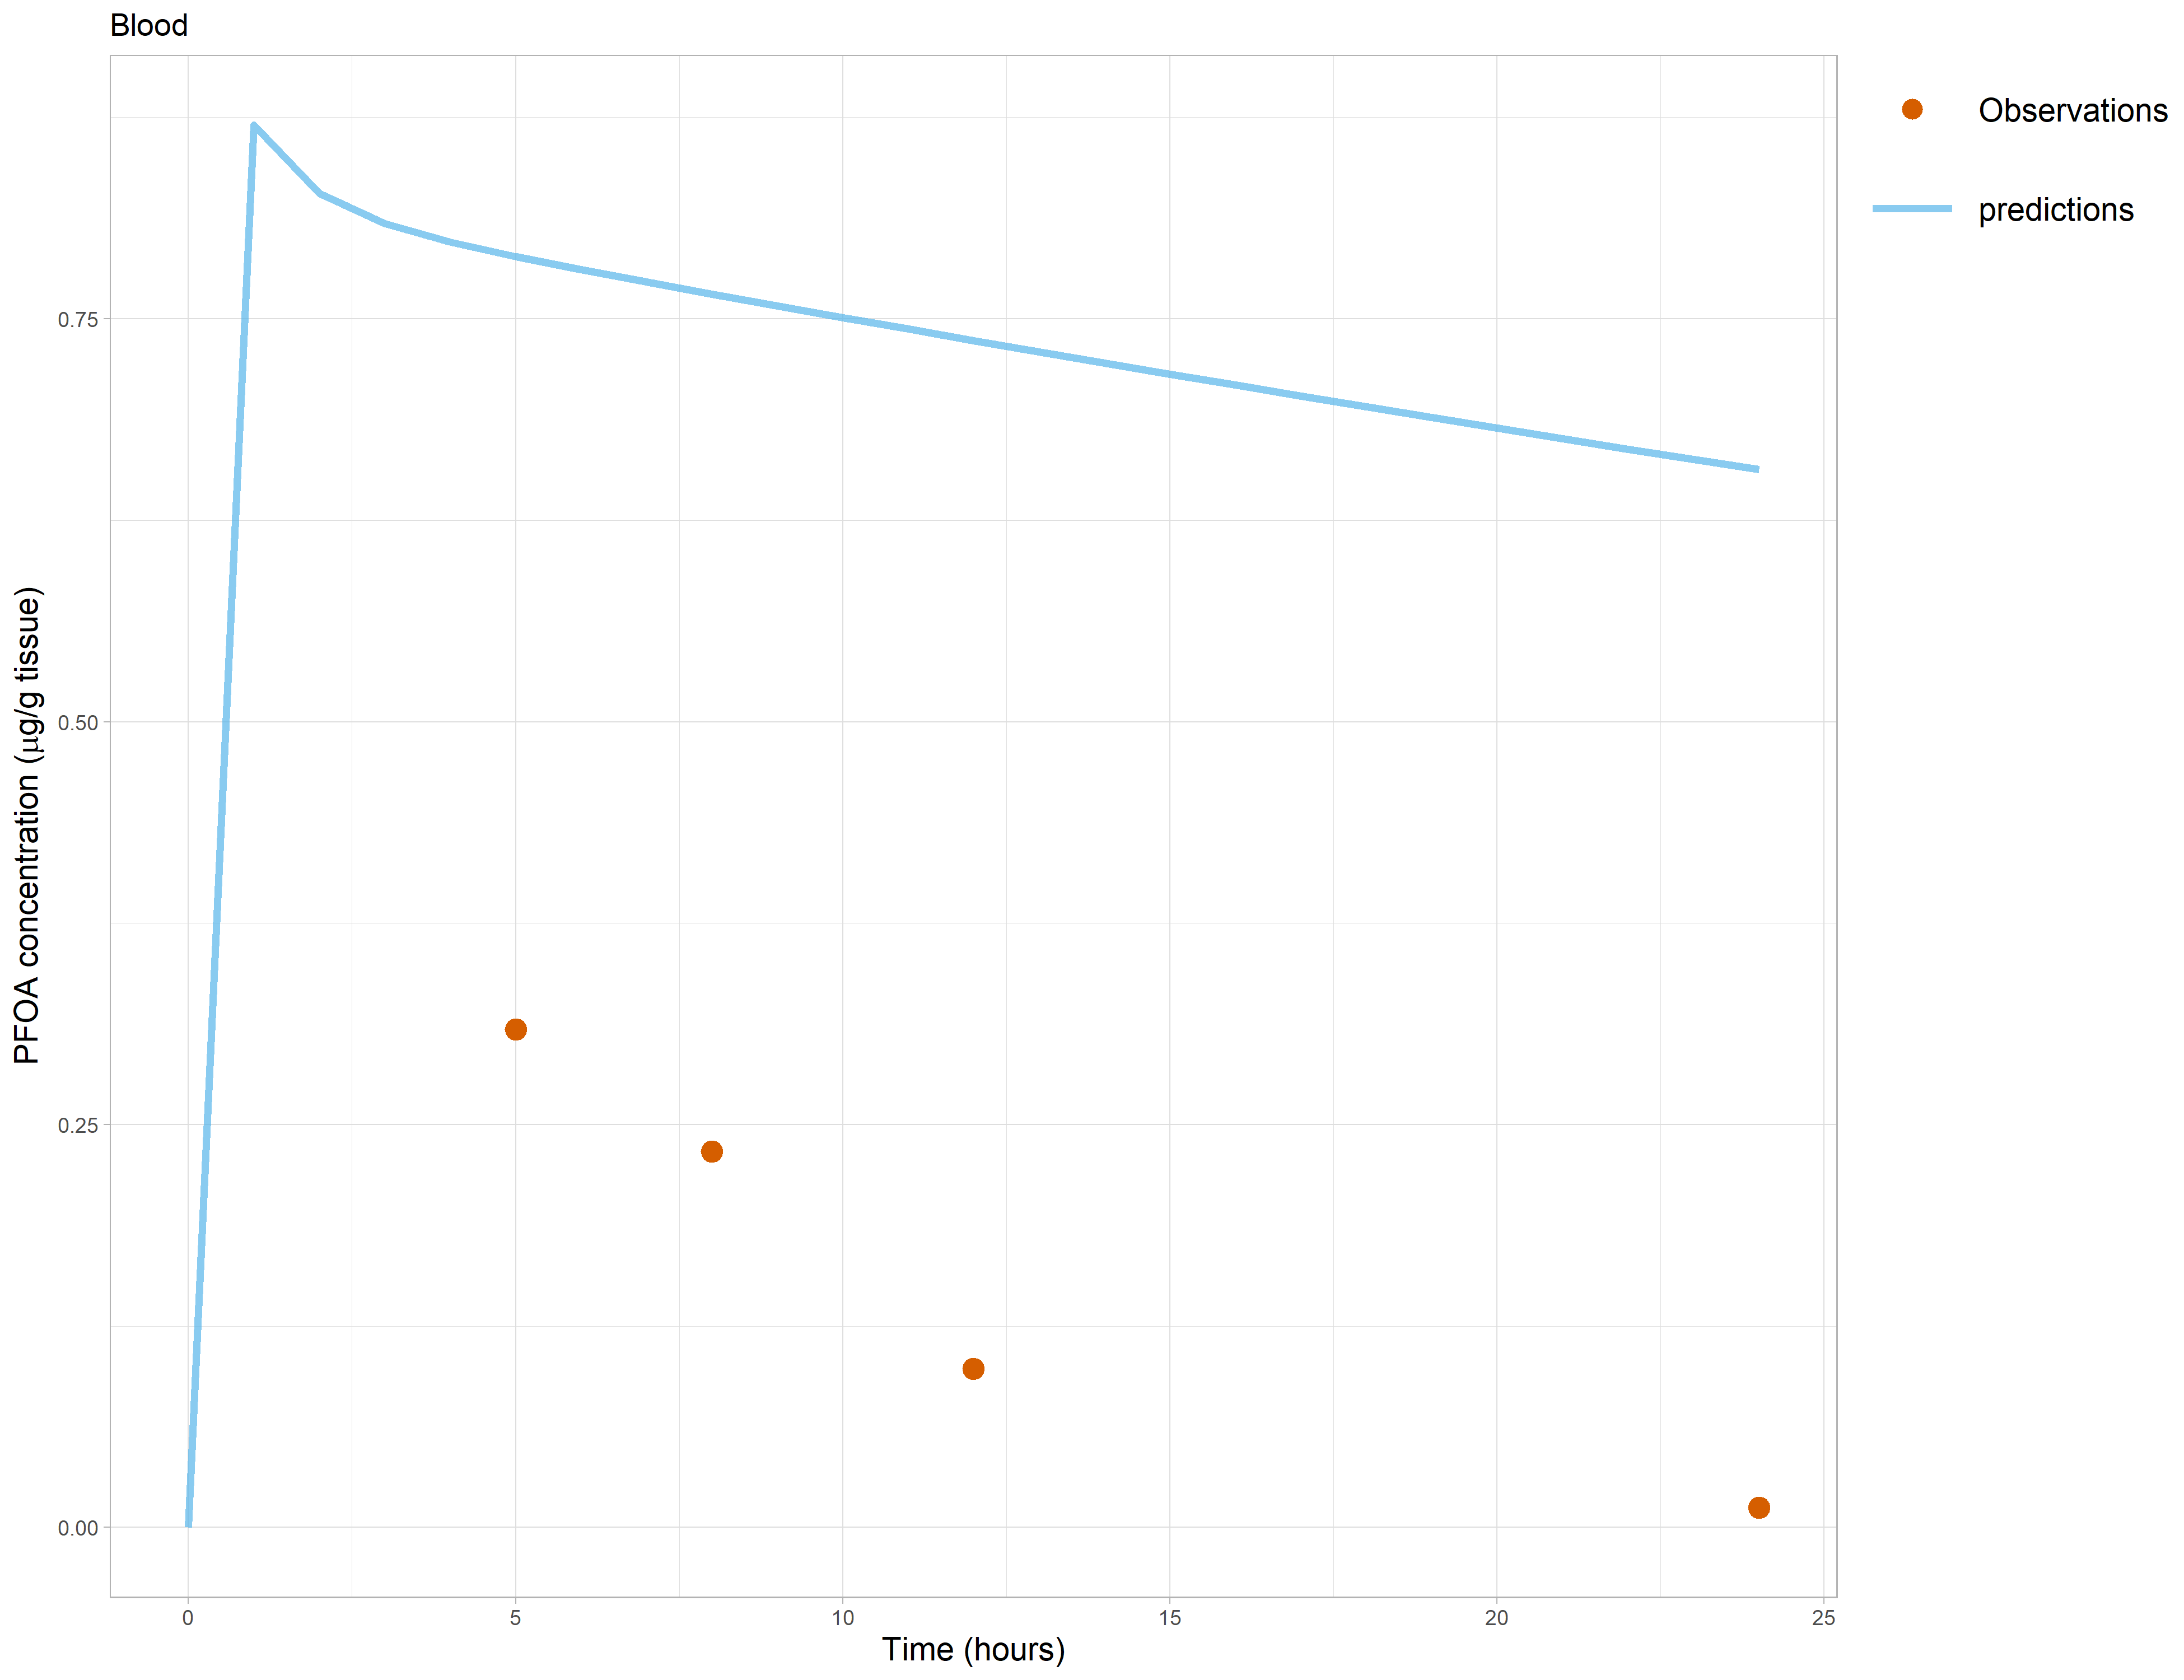 Blood
Observations
predictions
PFOA concentration (μg/g tissue)
0.75
0.50
0.25
0.00
0 5 10 15 20 25
Time (hours)